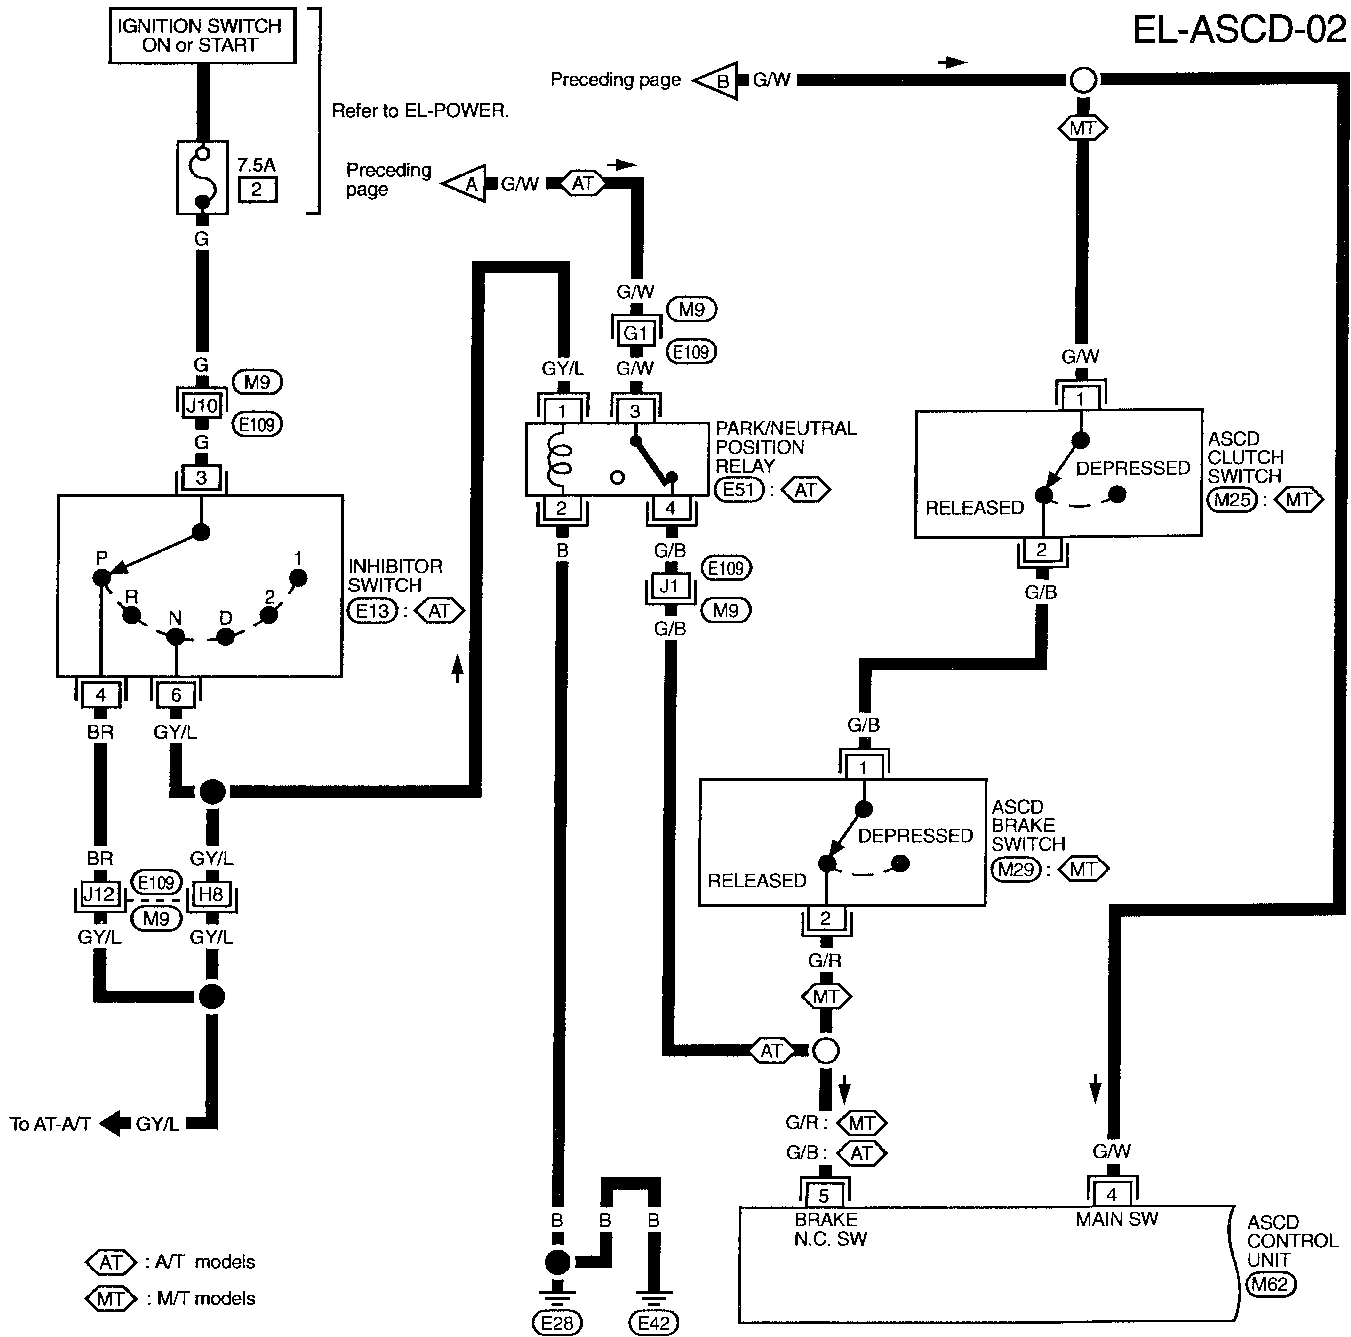 EL-ASCD-02
IGNITION SWITCH
ON or START
Refer to EL-POWER.
7.5A
2
G
Preceding
page
A
G/W
AT
Preceding page
B
G/W
MT
G/W
M9
G1
E109
G/W
GY/L
G
M9
J10
E109
G
3
1
3
PARK/NEUTRAL
POSITION
RELAY
E51 : AT
2
4
G/W
1
ASCD
CLUTCH
SWITCH
M25 : MT
DEPRESSED
RELEASED
2
G/B
P
R
N
D
2
1
INHIBITOR
SWITCH
E13 : AT
4
6
BR
GY/L
B
G/B
E109
J1
M9
G/B
G/B
1
ASCD
BRAKE
SWITCH
M29 : MT
DEPRESSED
RELEASED
2
G/R
MT
AT
BR
GY/L
J12
E109
M9
H8
GY/L
GY/L
To AT-A/T
GY/L
G/R : MT
G/B : AT
G/W
5
4
BRAKE
N.C. SW
MAIN SW
ASCD
CONTROL
UNIT
M62
B
B
B
E28
E42
AT : A/T models
MT : M/T models